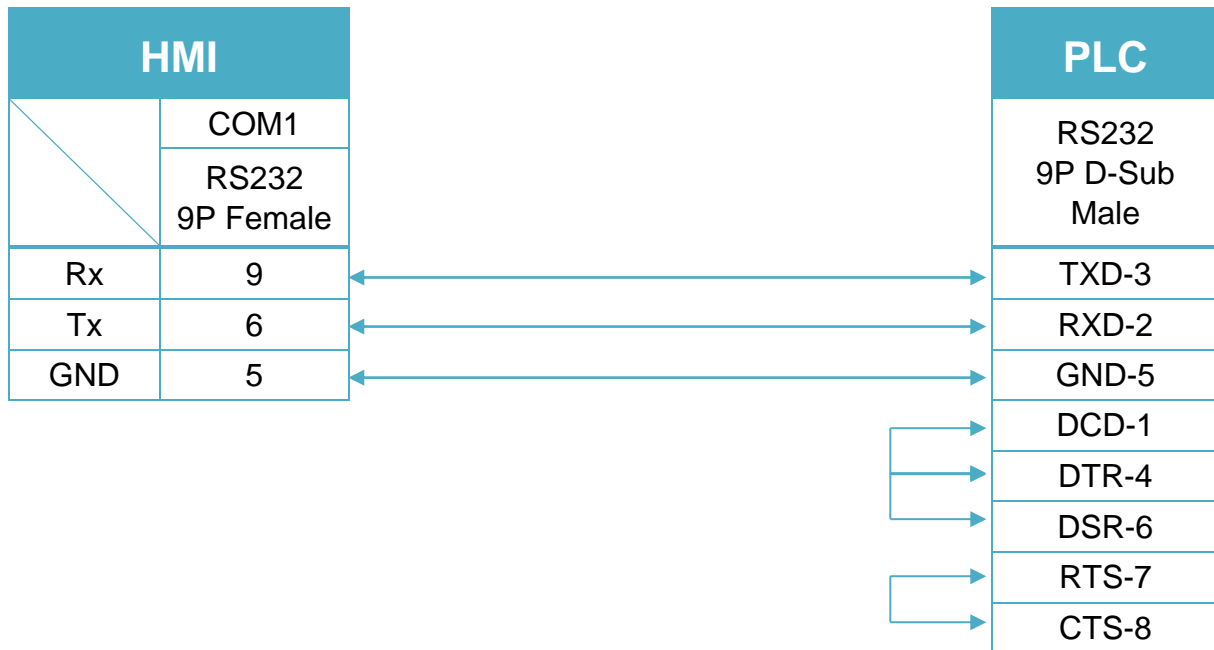 HMI
PLC
COM1
RS232
9P Female
RS232
9P D-Sub
Male
Rx 9 TXD-3
Tx 6 RXD-2
GND 5 GND-5
DCD-1
DTR-4
DSR-6
RTS-7
CTS-8